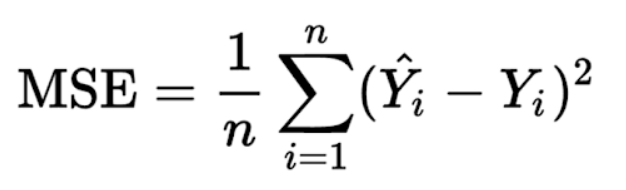 MSE = \frac{1}{n} \sum_{i=1}^{n} (\hat{Y}_i - Y_i)^2